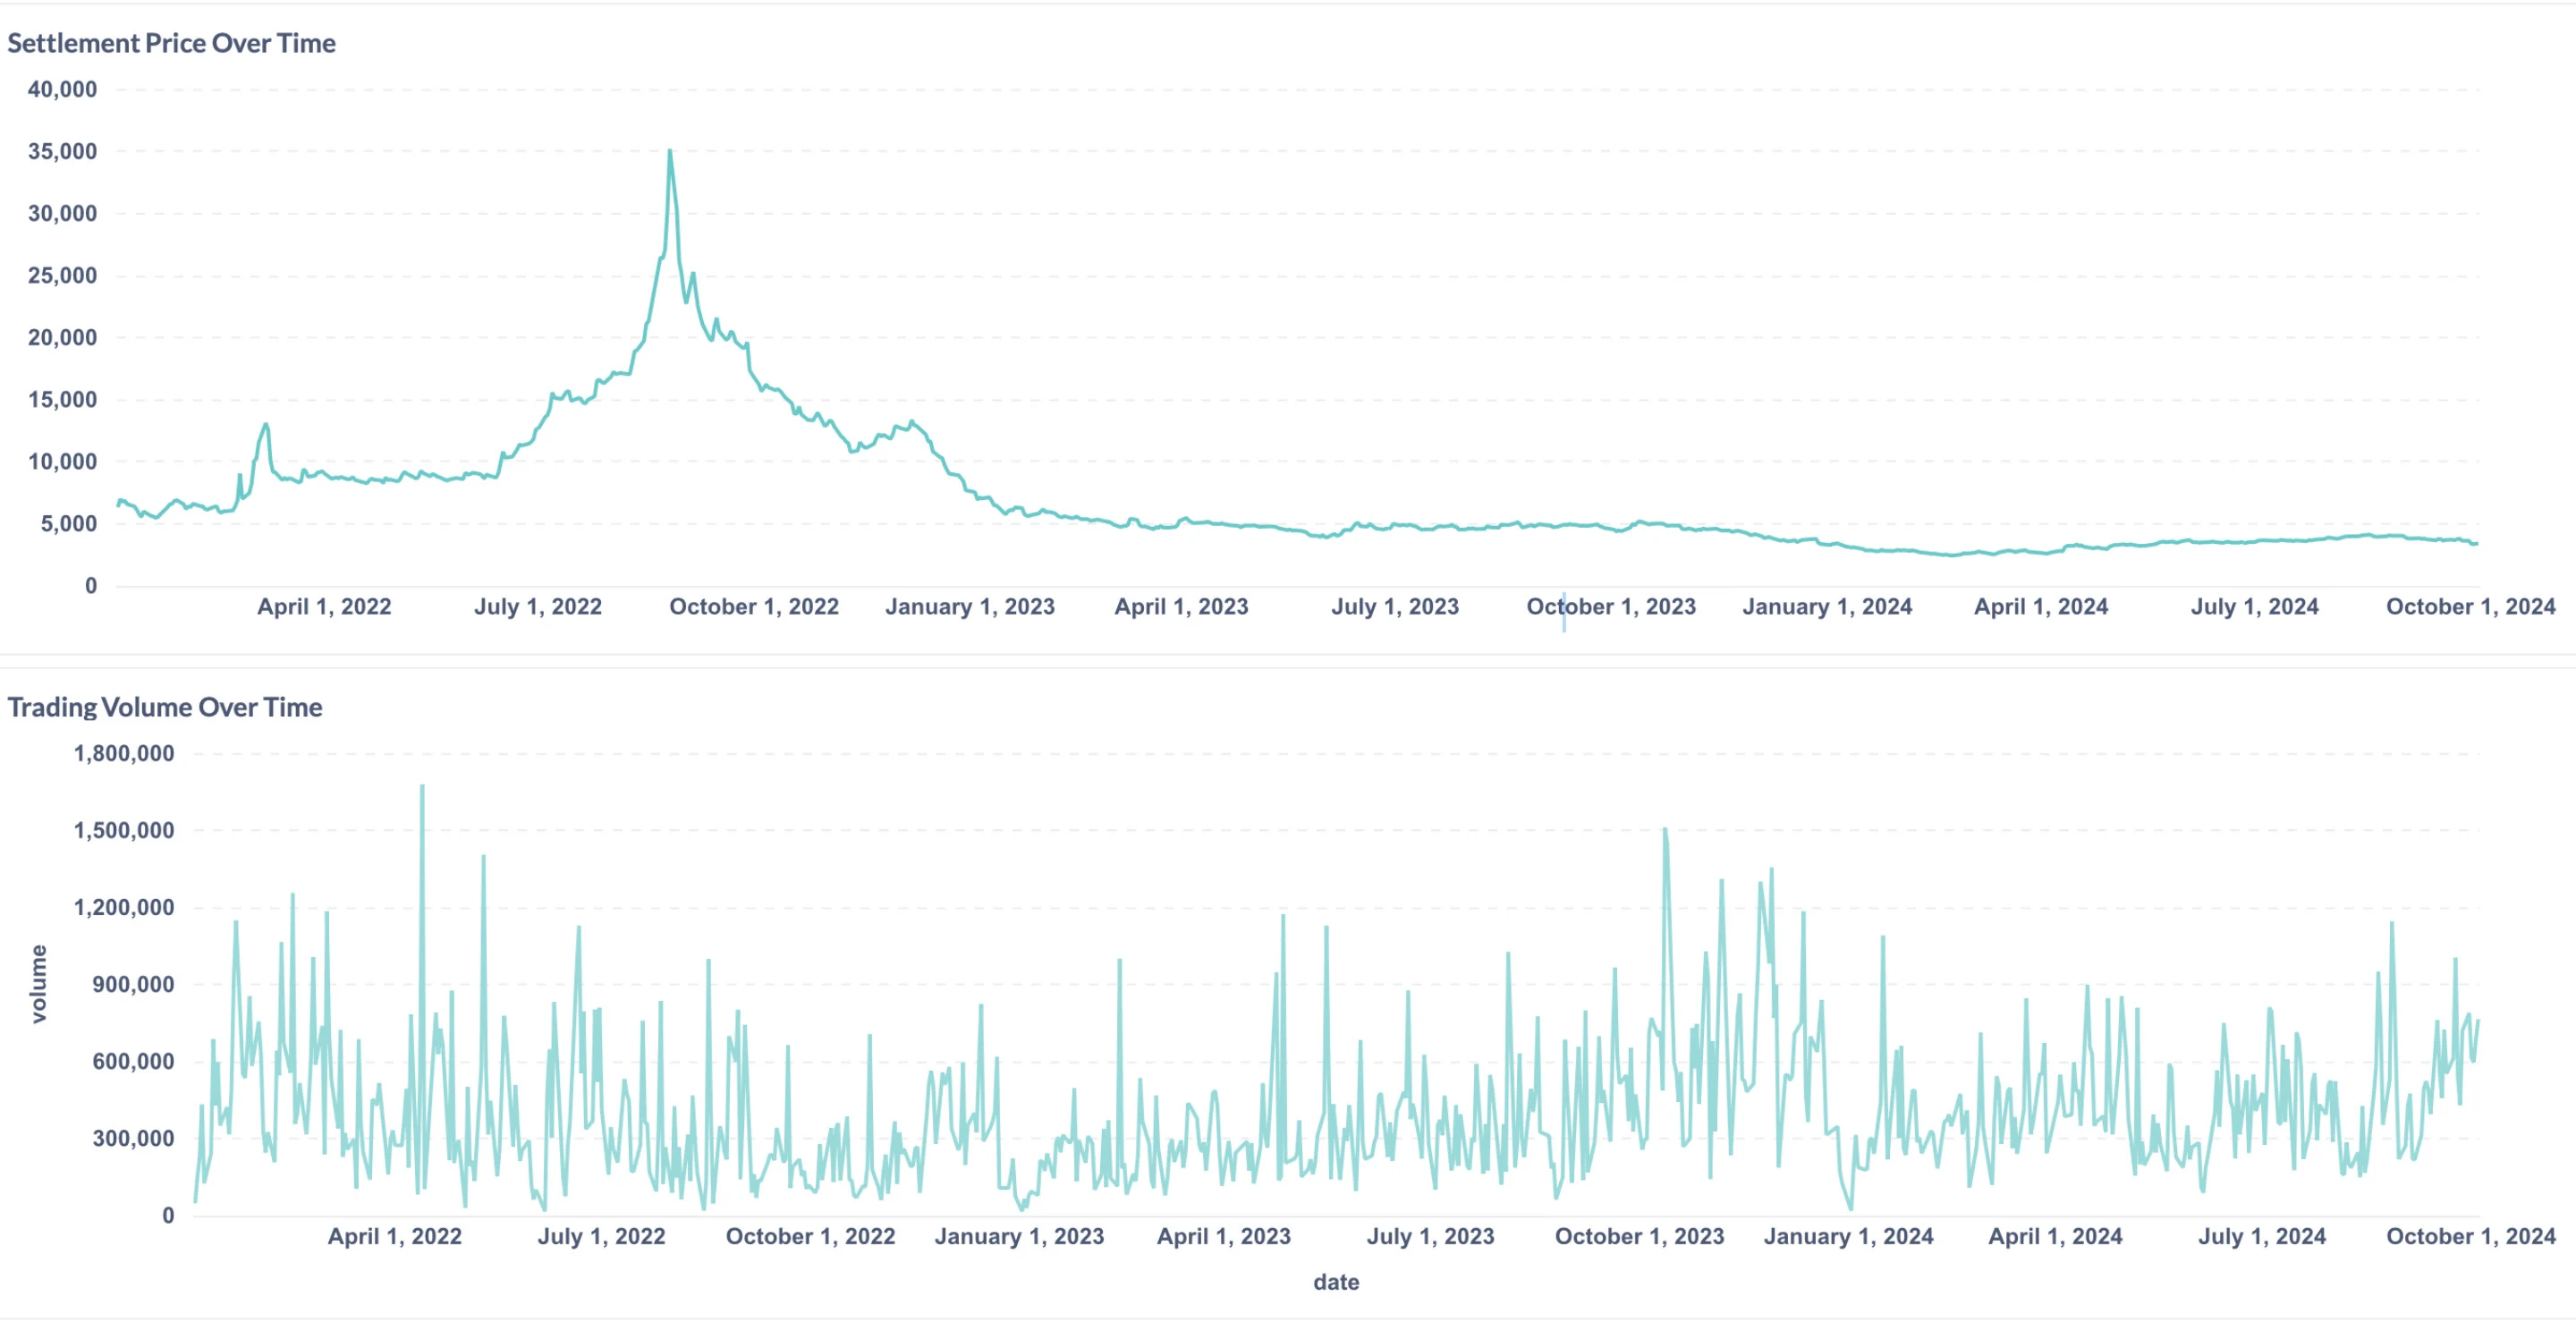 Settlement Price Over Time
40,000
35,000
30,000
25,000
20,000
15,000
10,000
5,000
0
April 1, 2022 July 1, 2022 October 1, 2022 January 1, 2023 April 1, 2023 July 1, 2023 October 1, 2023 January 1, 2024 April 1, 2024 July 1, 2024 October 1, 2024
Trading Volume Over Time
1,800,000
1,500,000
1,200,000
900,000
600,000
300,000
0
volume
April 1, 2022 July 1, 2022 October 1, 2022 January 1, 2023 April 1, 2023 July 1, 2023 October 1, 2023 January 1, 2024 April 1, 2024 July 1, 2024 October 1, 2024
date